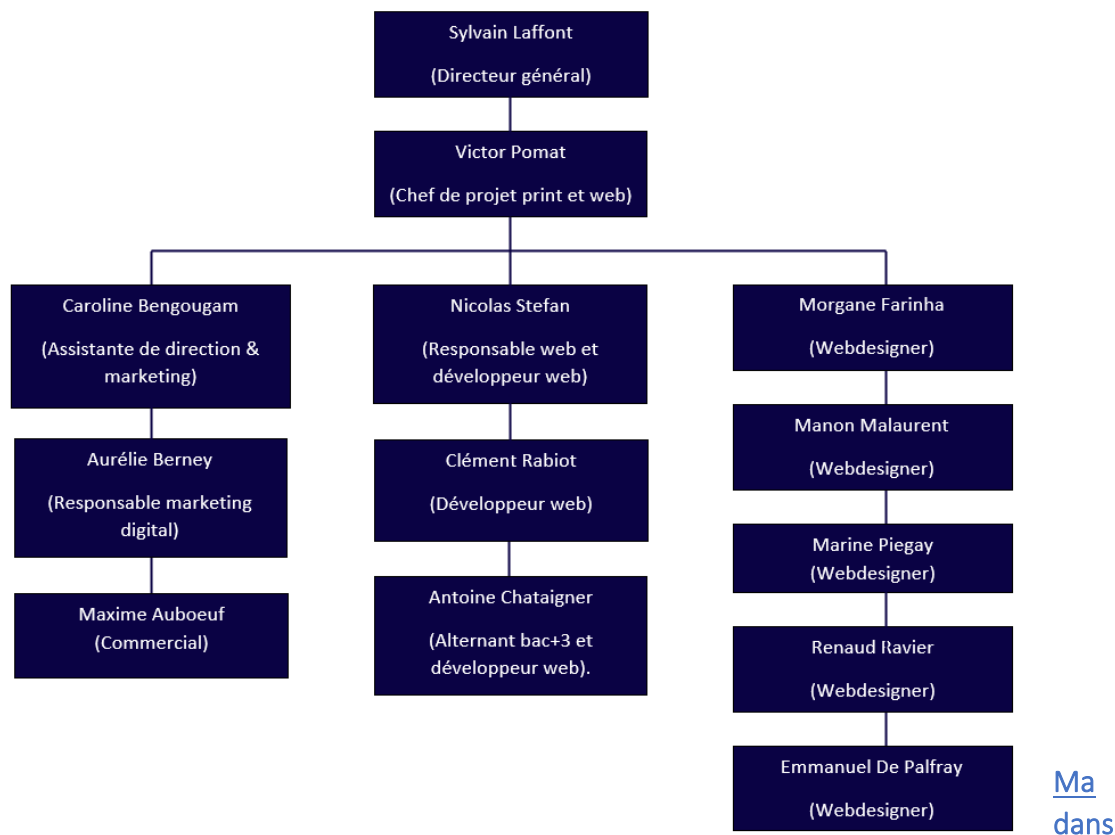 Sylvain Laffont
(Directeur général)
Victor Pomat
(Chef de projet print et web)
Caroline Bengougam
(Assistante de direction &
marketing)
Aurélie Berney
(Responsable marketing
digital)
Maxime Auboeuf
(Commercial)
Nicolas Stefan
(Responsable web et
développeur web)
Clément Rabiot
(Développeur web)
Antoine Chataigner
(Alternant bac+3 et
développeur web).
Morgane Farinha
(Webdesigner)
Manon Malaurent
(Webdesigner)
Marine Piegay
(Webdesigner)
Renaud Ravier
(Webdesigner)
Emmanuel De Palfray
(Webdesigner)
Ma
dans